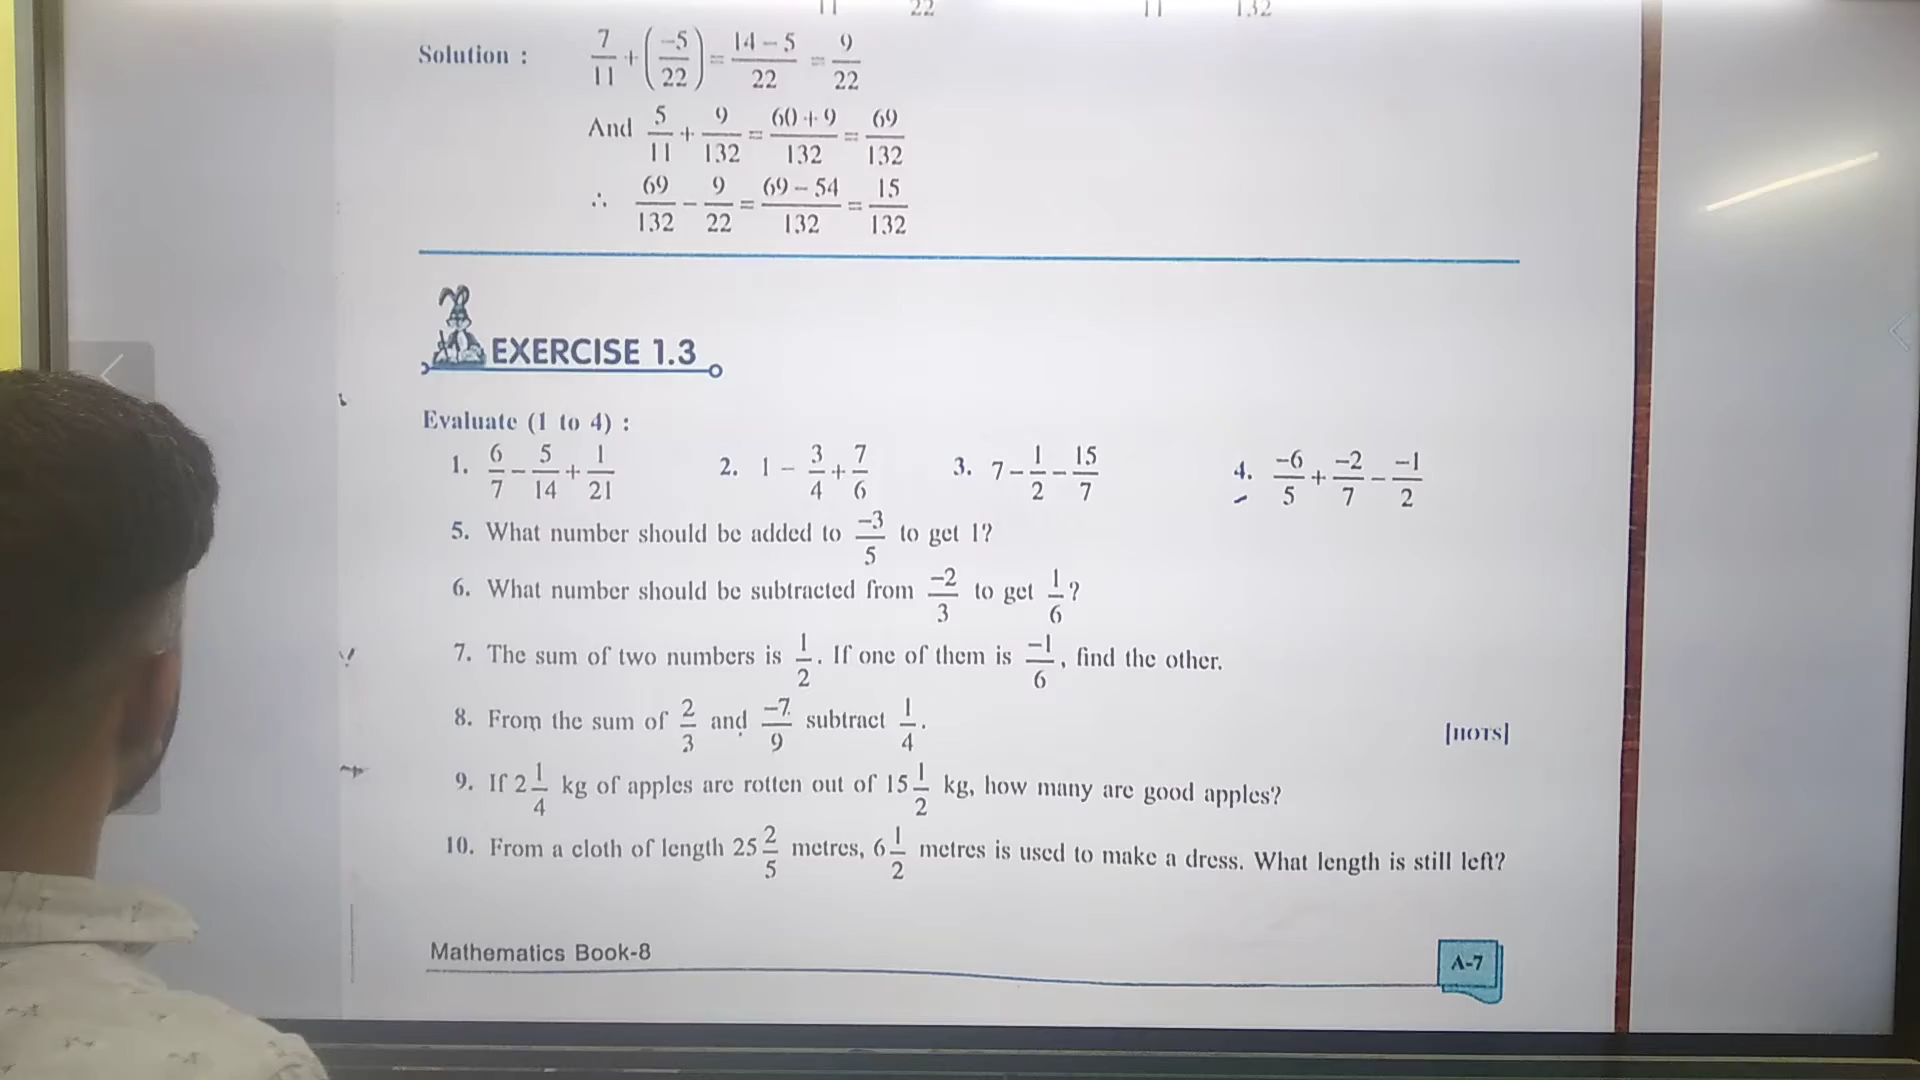 11 22 11 132
Solution : 7/11 + (-5/22) = 14 – 5/22 = 9/22
And 5/11 + 9/132 = 60 + 9/132 = 69/132
∴ 69/132 – 9/22 = 69 – 54/132 = 15/132
EXERCISE 1.3
Evaluate (1 to 4) :
1. 6/7 – 5/14 + 1/21 2. 1 – 3/4 + 7/6 3. 7 – 1/2 – 15/7 4. –6/5 + –2/7 – –1/2
5. What number should be added to –3/5 to get 1?
6. What number should be subtracted from –2/3 to get 1/6?
7. The sum of two numbers is 1/2. If one of them is –1/6, find the other.
8. From the sum of 2/3 and –7/9 subtract 1/4. [HOTS]
9. If 2 1/4 kg of apples are rotten out of 15 1/2 kg, how many are good apples?
10. From a cloth of length 25 2/5 metres, 6 1/2 metres is used to make a dress. What length is still left?
Mathematics Book-8
A-7